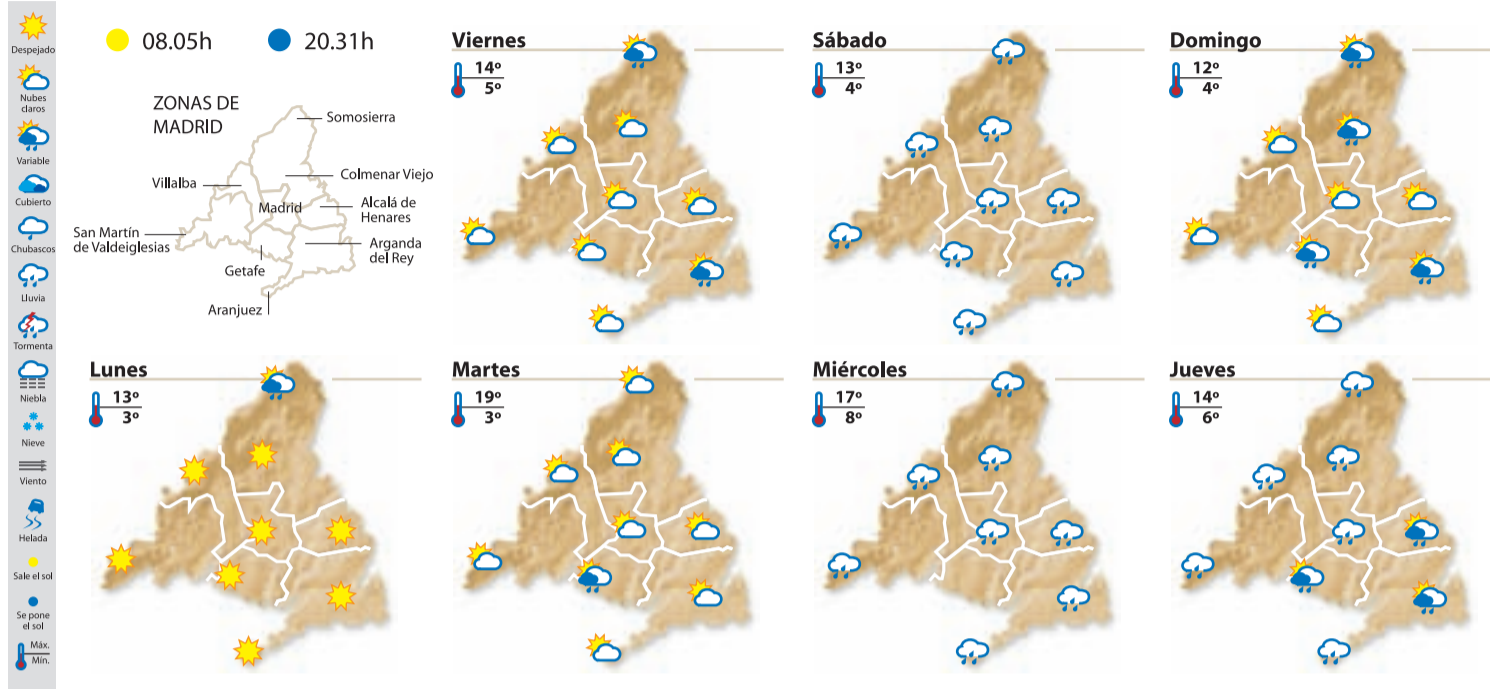 Despejado
Nubes
claros
Variable
Cubierto
Chubascos
Lluvia
Tormenta
Niebla
Nieve
Viento
Helada
Sale el sol
Se pone
el sol
Máx.
Mín.
08.05h
20.31h
ZONAS DE
MADRID
Somosierra
Colmenar Viejo
Villalba
Madrid
Alcalá de
Henares
San Martín
de Valdeiglesias
Arganda
del Rey
Getafe
Aranjuez
Viernes
14º
5º
Sábado
13º
4º
Domingo
12º
4º
Lunes
13º
3º
Martes
19º
3º
Miércoles
17º
8º
Jueves
14º
6º